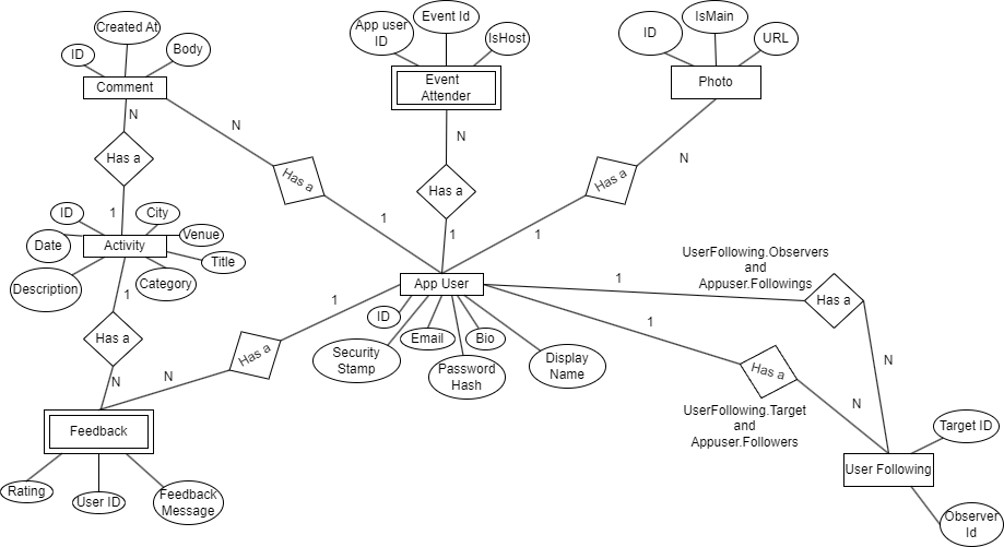 Created At
ID
Body
Comment
N
Has a
1
ID
City
Date
Venue
Activity
Title
Description
Category
1
Has a
N
Feedback
Rating
User ID
Feedback
Message
N
Has a
1
App user
ID
Event Id
IsHost
Event
Attender
N
Has a
1
ID
IsMain
URL
Photo
N
Has a
1
App User
ID
Email
Bio
Security
Stamp
Password
Hash
Display
Name
1
Has a
N
UserFollowing.Observers
and
Appuser.Followings
1
Has a
N
1
Has a
N
UserFollowing.Target
and
Appuser.Followers
User Following
Target ID
Observer
Id